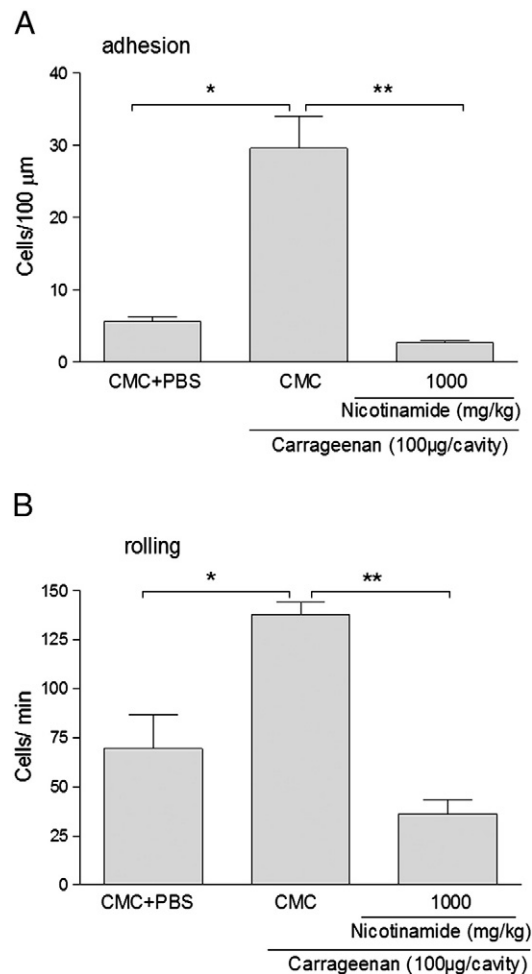 A
adhesion
40
* **
30
Cells/100 µm
20
10
0
CMC+PBS CMC 1000
Nicotinamide (mg/kg)
Carrageenan (100µg/cavity)
B
rolling
150
* **
125
100
Cells/ min
75
50
25
0
CMC+PBS CMC 1000
Nicotinamide (mg/kg)
Carrageenan (100µg/cavity)